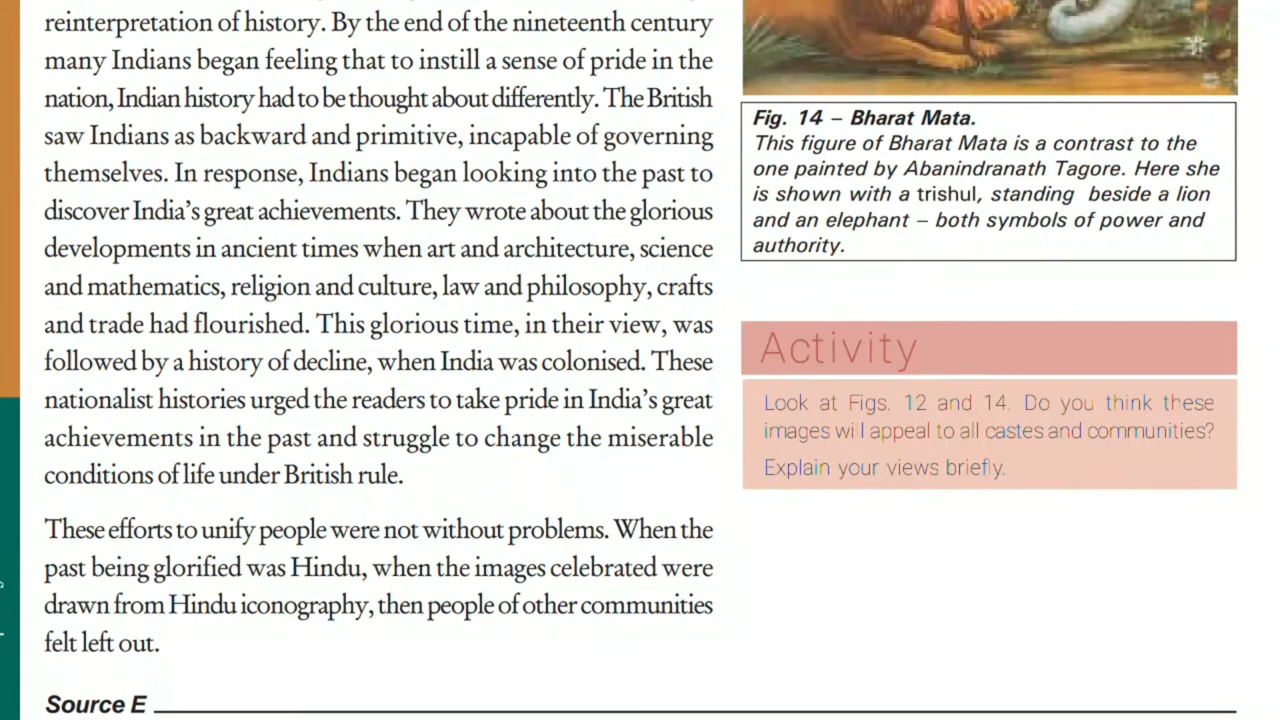 reinterpretation of history. By the end of the nineteenth century
many Indians began feeling that to instill a sense of pride in the
nation, Indian history had to be thought about differently. The British
saw Indians as backward and primitive, incapable of governing
themselves. In response, Indians began looking into the past to
discover India's great achievements. They wrote about the glorious
developments in ancient times when art and architecture, science
and mathematics, religion and culture, law and philosophy, crafts
and trade had flourished. This glorious time, in their view, was
followed by a history of decline, when India was colonised. These
nationalist histories urged the readers to take pride in India's great
achievements in the past and struggle to change the miserable
conditions of life under British rule.
These efforts to unify people were not without problems. When the
past being glorified was Hindu, when the images celebrated were
drawn from Hindu iconography, then people of other communities
felt left out.
Fig. 14 – Bharat Mata.
This figure of Bharat Mata is a contrast to the
one painted by Abanindranath Tagore. Here she
is shown with a trishul, standing beside a lion
and an elephant – both symbols of power and
authority.
Activity
Look at Figs. 12 and 14. Do you think these
images will appeal to all castes and communities?
Explain your views briefly.
Source E